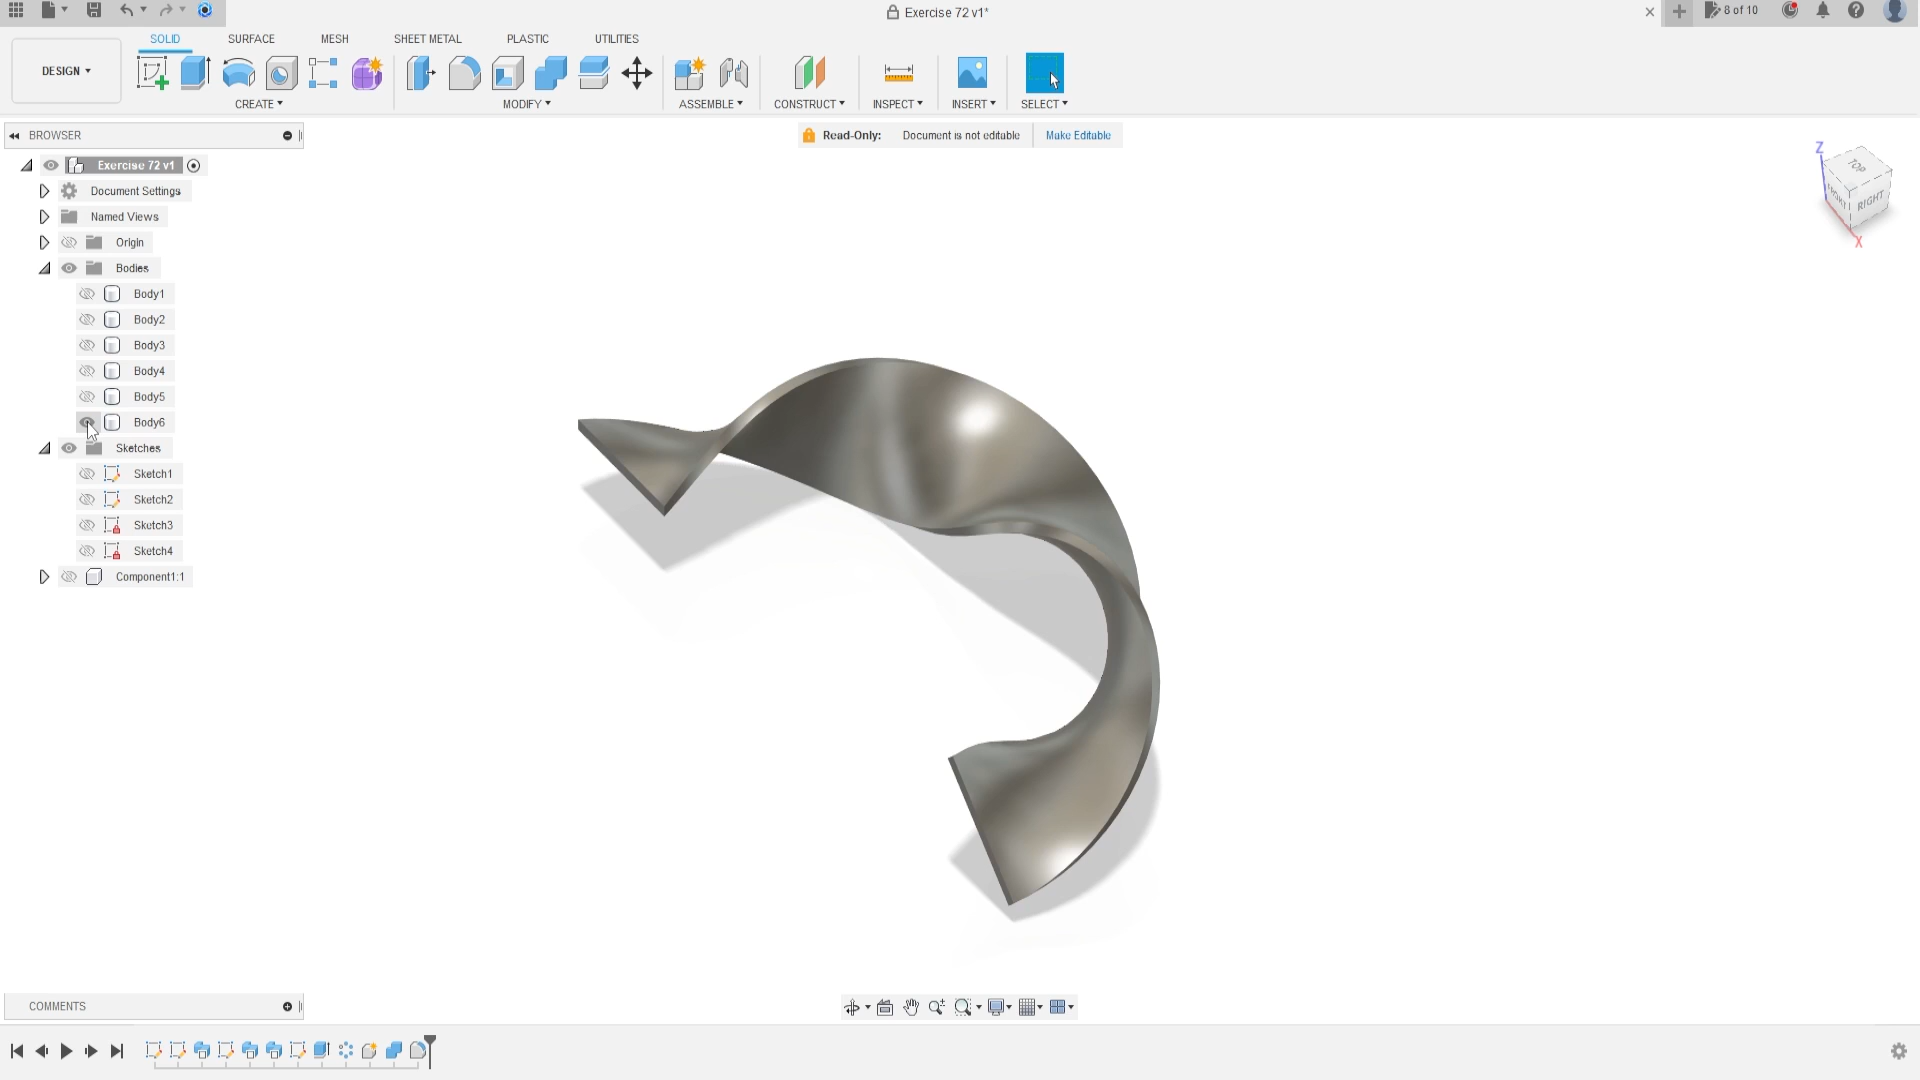 Exercise 72 v1*
8 of 10
SOLID SURFACE MESH SHEET METAL PLASTIC UTILITIES
DESIGN
CREATE MODIFY ASSEMBLE CONSTRUCT INSPECT INSERT SELECT
BROWSER
Read-Only: Document is not editable Make Editable
Exercise 72 v1
Document Settings
Named Views
Origin
Bodies
Body1
Body2
Body3
Body4
Body5
Body6
Sketches
Sketch1
Sketch2
Sketch3
Sketch4
Component1:1
Z
TOP
FRONT
RIGHT
X
COMMENTS